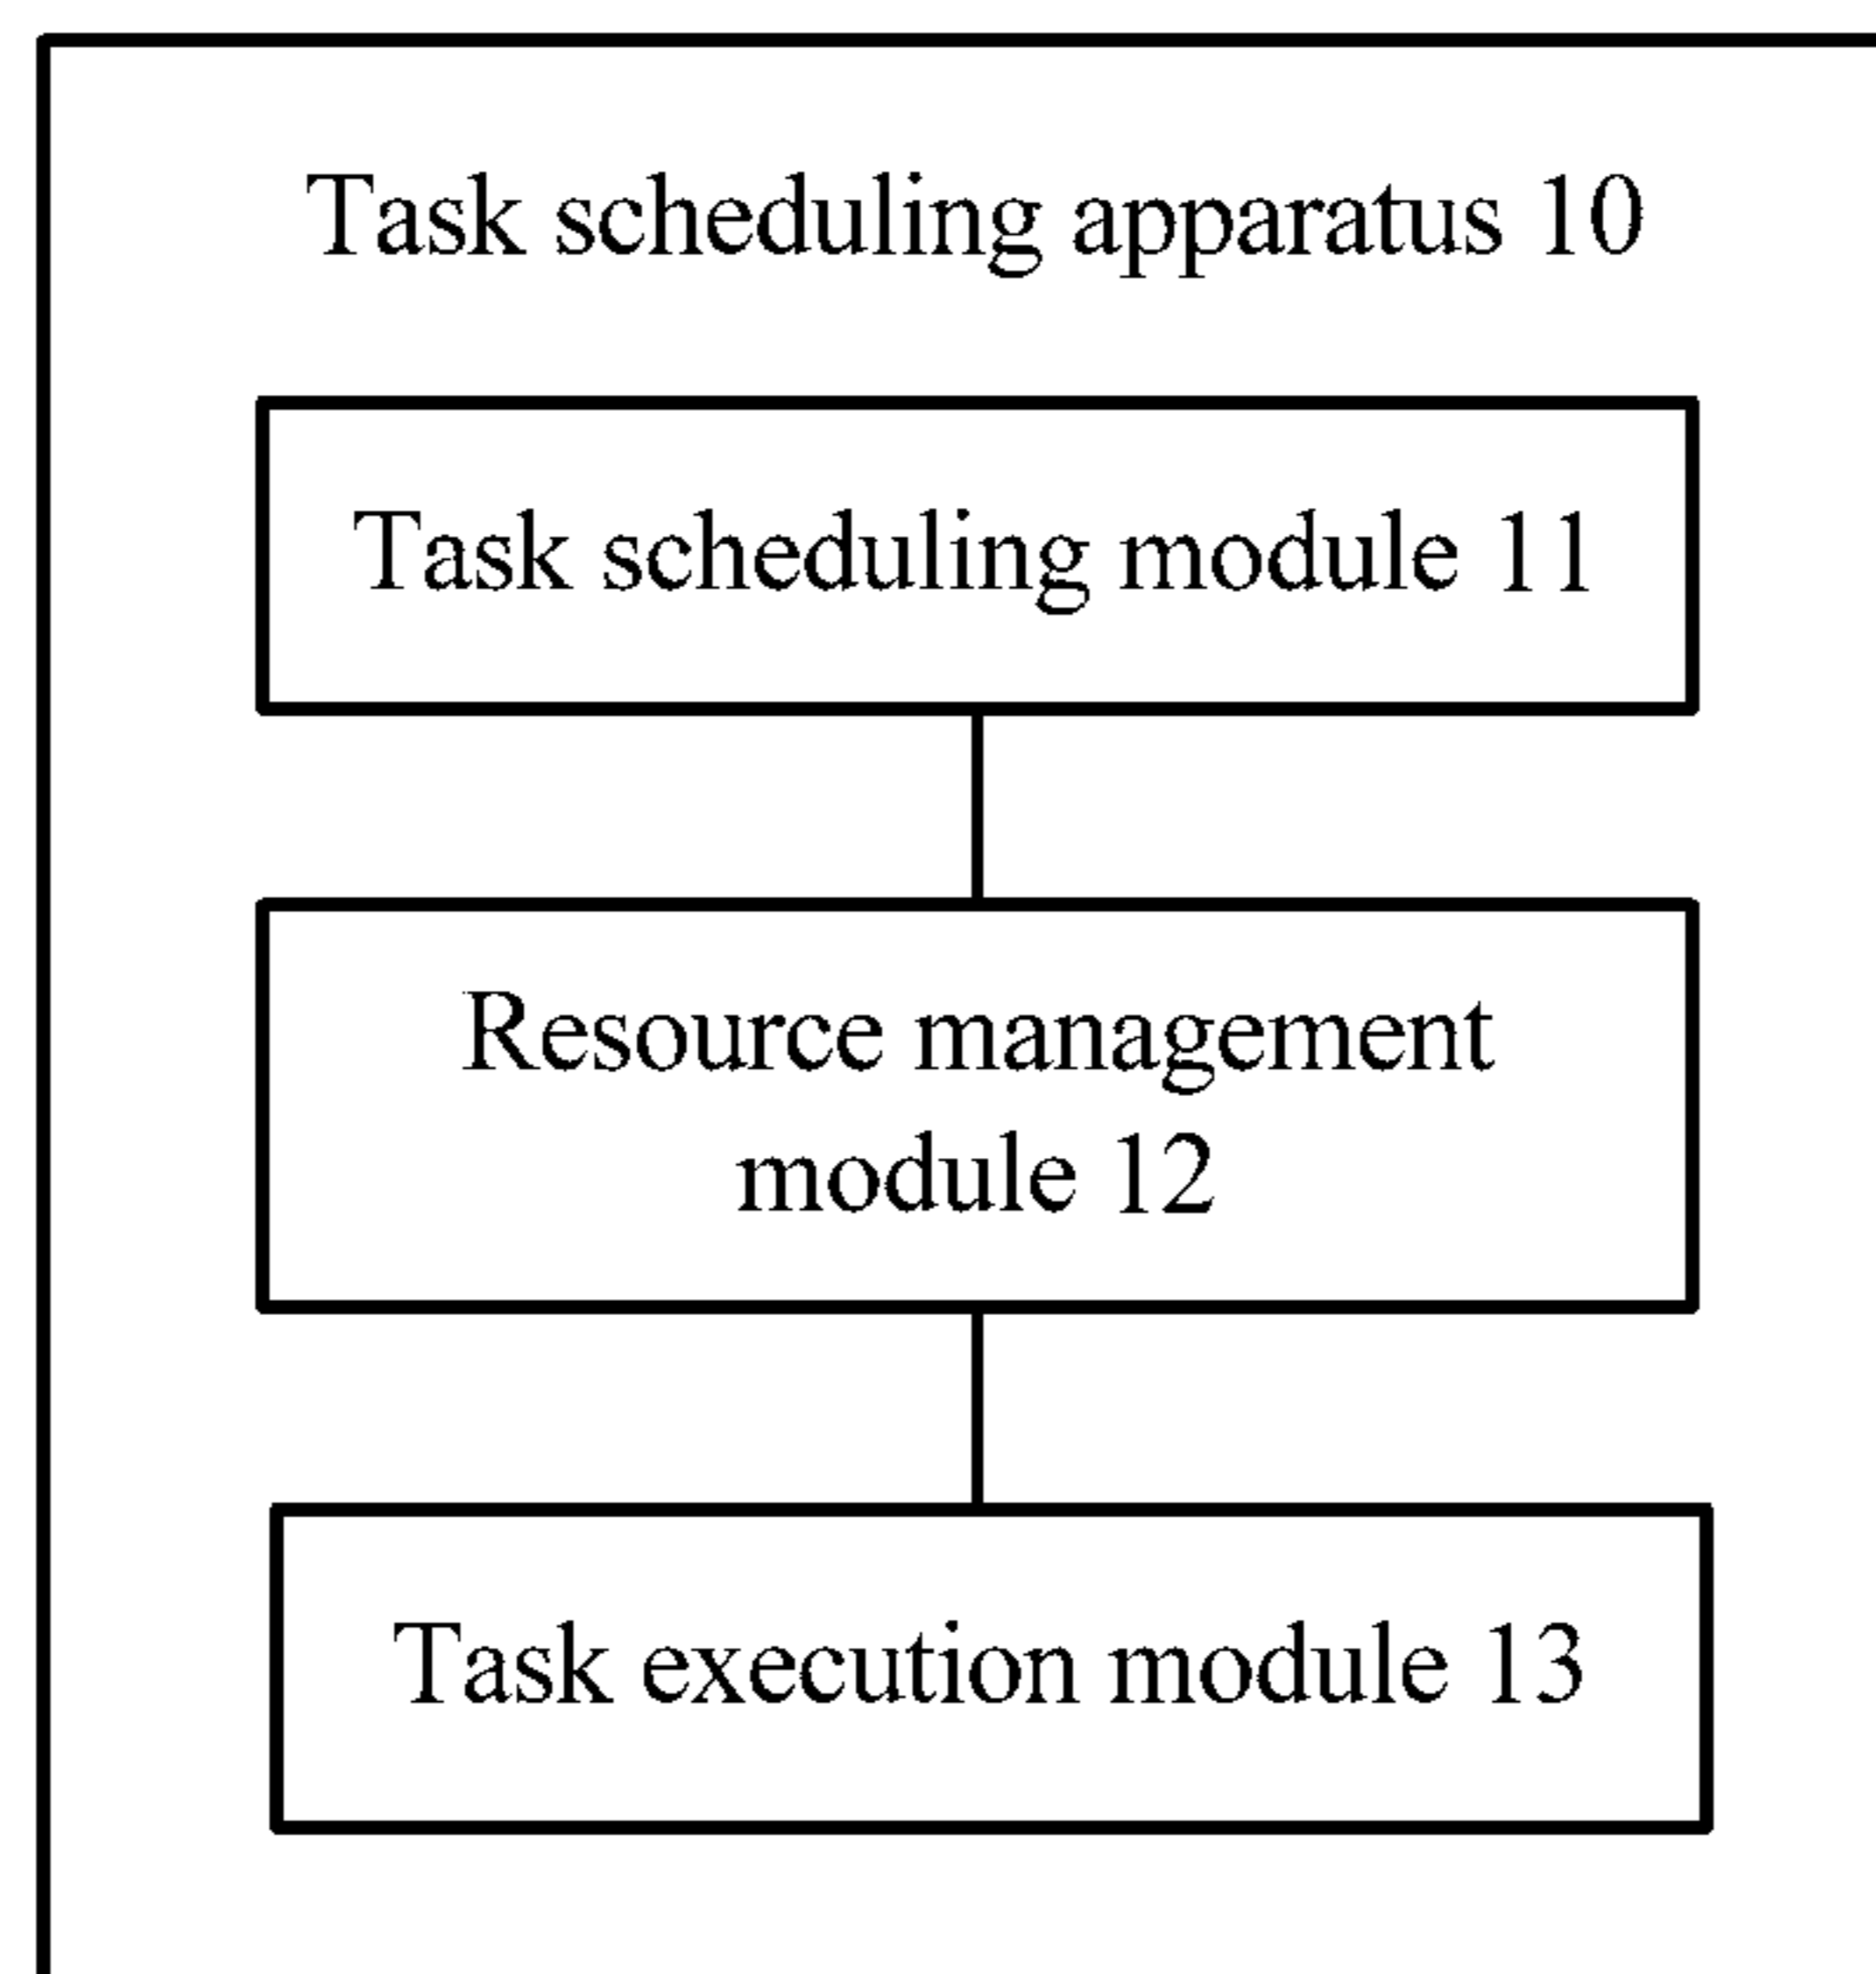 Task scheduling apparatus 10
Task scheduling module 11
Resource management
module 12
Task execution module 13